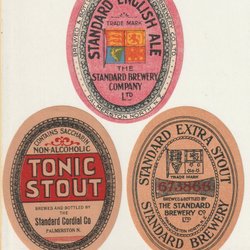 STANDARD ENGLISH ALE
TRADE MARK
THE
STANDARD BREWERY
COMPANY
LTD
CONTAINS SACCHARIN
NON-ALCOHOLIC
TONIC
STOUT
BREWED AND BOTTLED BY
THE
Standard Cordial Co
PALMERSTON N.
STANDARD EXTRA STOUT
TRADE MARK
BREWED & BOTTLED BY
THE STANDARD
BREWERY CO
LTD
STANDARD BREWERY